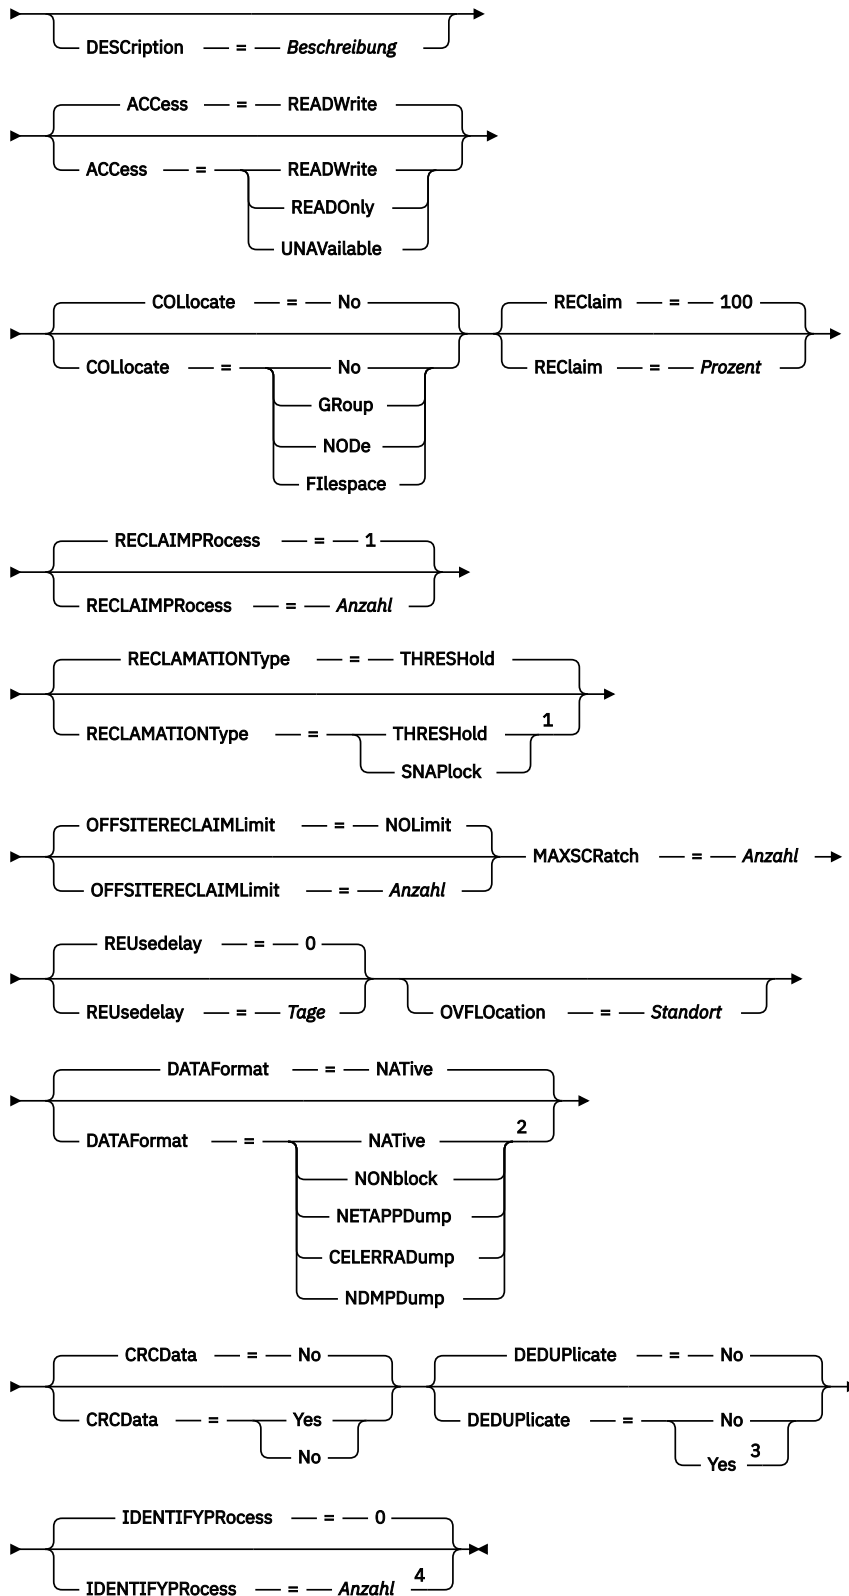 DESCription = Beschreibung
ACCess = READWrite
ACCess = READWrite
READOnly
UNAVailable
COLlocate = No REClaim = 100
COLlocate = No REClaim = Prozent
GRoup
NODe
FIlespace
RECLAIMPRocess = 1
RECLAIMPRocess = Anzahl
RECLAMATIONType = THRESHold
RECLAMATIONType = THRESHold 1
SNAPlock
OFFSITERECLAIMLimit = NOLimit
MAXSCRatch = Anzahl
OFFSITERECLAIMLimit = Anzahl
REUsedelay = 0
REUsedelay = Tage OVFLOcation = Standort
DATAFormat = NATive
DATAFormat = NATive 2
NONblock
NETAPPDump
CELERRADump
NDMPDump
CRCData = No DEDUPlicate = No
CRCData = Yes DEDUPlicate = No
No Yes 3
IDENTIFYPRocess = 0
IDENTIFYPRocess = Anzahl 4